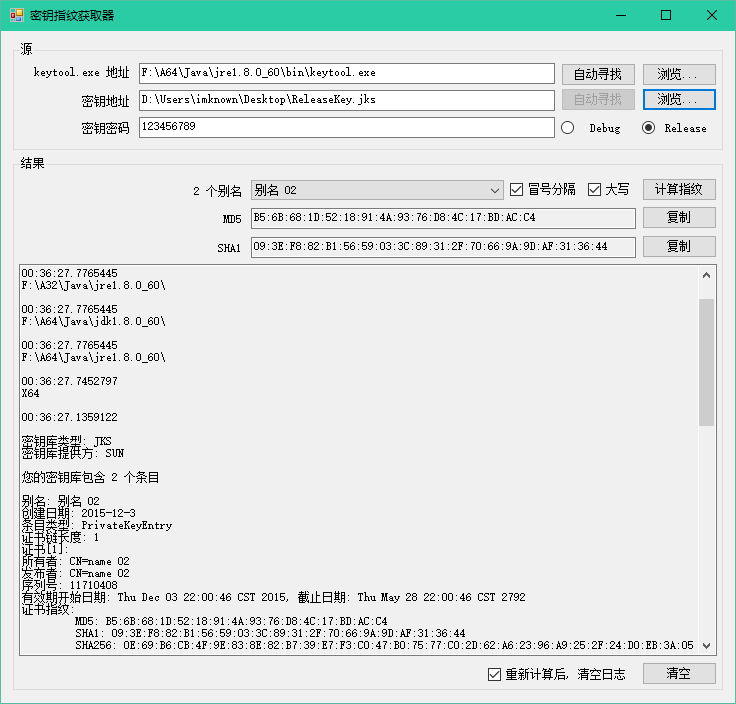 密钥指纹获取器
源
keytool.exe 地址 F:\A64\Java\jre1.8.0_60\bin\keytool.exe 自动寻找 浏览...
密钥地址 D:\Users\imknown\Desktop\ReleaseKey.jks 自动寻找 浏览...
密钥密码 123456789 Debug Release
结果
2 个别名 别名 02 冒号分隔 大写 计算指纹
MD5 B5:6B:68:1D:52:18:91:4A:93:76:D8:4C:17:BD:AC:C4 复制
SHA1 09:3E:F8:82:B1:56:59:03:3C:89:31:2F:70:66:9A:9D:AF:31:36:44 复制
00:36:27.7765445
F:\A32\Java\jre1.8.0_60\
00:36:27.7765445
F:\A64\Java\jdk1.8.0_60\
00:36:27.7765445
F:\A64\Java\jre1.8.0_60\
00:36:27.7452797
X64
00:36:27.1359122
密钥库类型: JKS
密钥库提供方: SUN
您的密钥库包含 2 个条目
别名: 别名 02
创建日期: 2015-12-3
条目类型: PrivateKeyEntry
证书链长度: 1
证书[1]:
所有者: CN=name 02
发布者: CN=name 02
序列号: 11710408
有效期开始日期: Thu Dec 03 22:00:46 CST 2015, 截止日期: Thu May 28 22:00:46 CST 2792
证书指纹:
MD5: B5:6B:68:1D:52:18:91:4A:93:76:D8:4C:17:BD:AC:C4
SHA1: 09:3E:F8:82:B1:56:59:03:3C:89:31:2F:70:66:9A:9D:AF:31:36:44
SHA256: 0E:69:B6:CB:4F:9E:83:8E:82:B7:39:E7:F3:C0:47:B0:75:77:C0:2D:62:A6:23:96:A9:25:2F:24:D0:EB:3A:05
重新计算后, 清空日志 清空